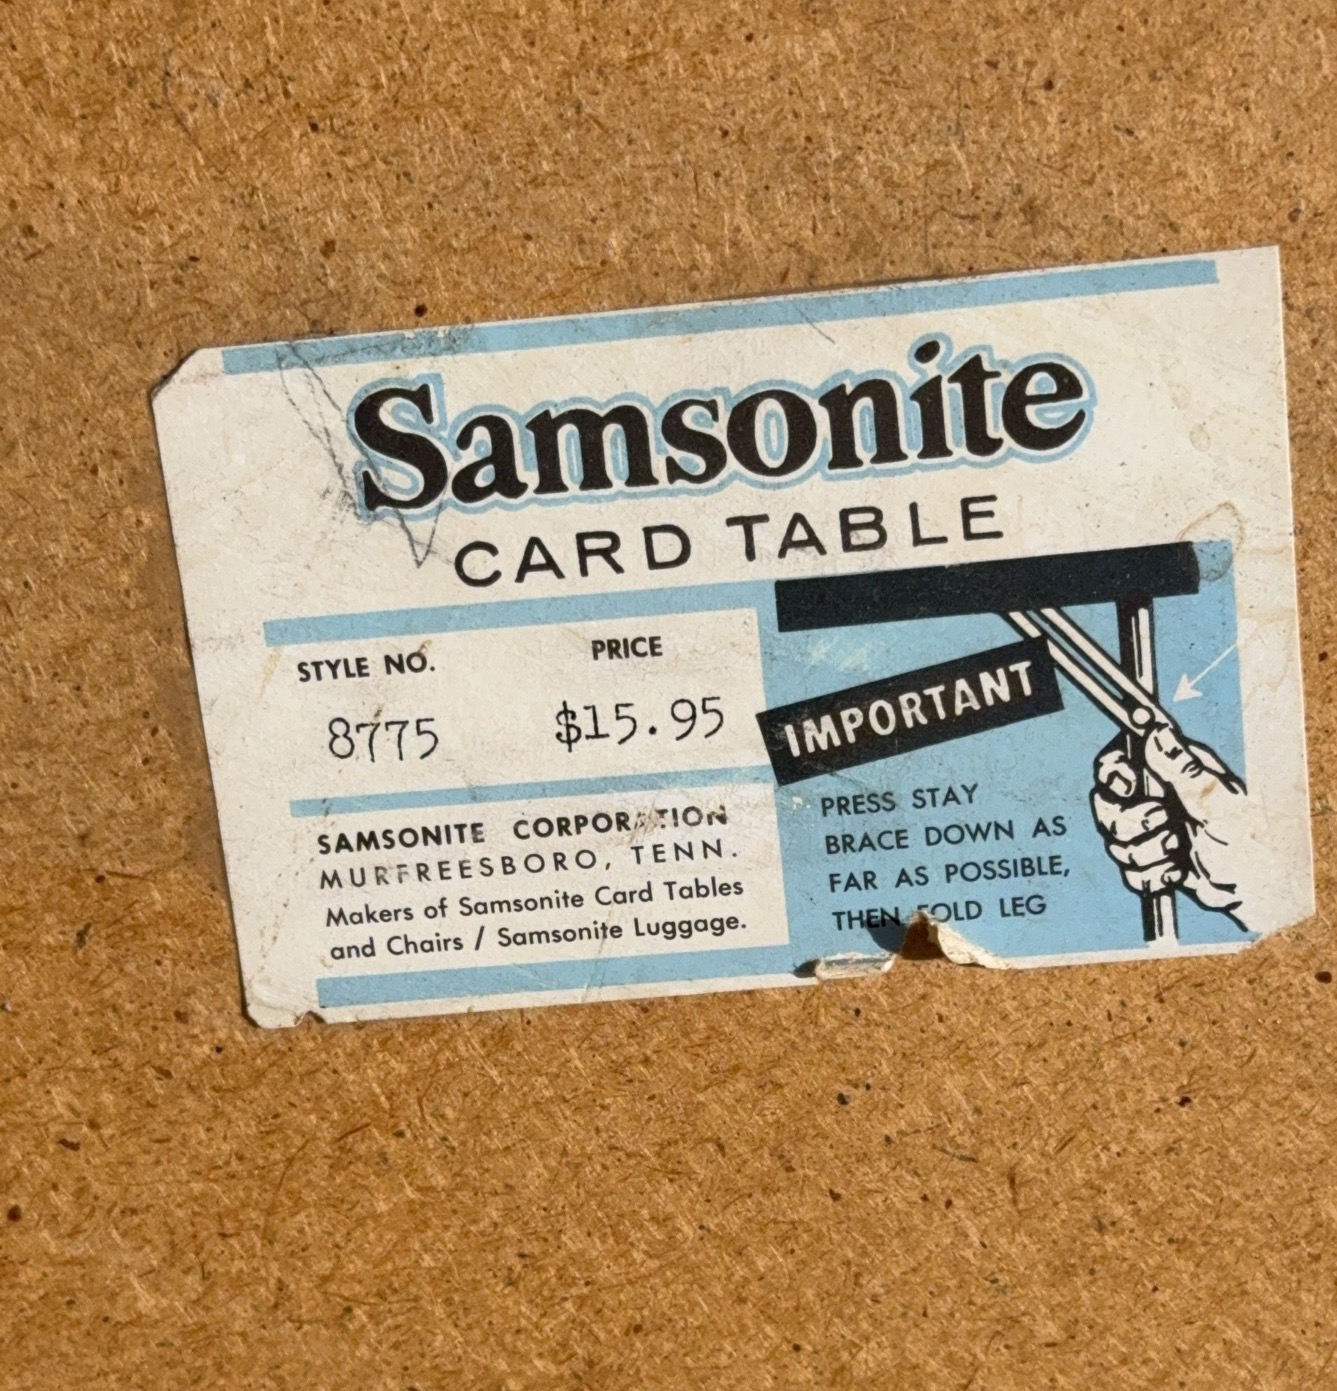 Samsonite
CARD TABLE
STYLE NO. PRICE
8775 $15.95
SAMSONITE CORPORATION
MURFREESBORO, TENN.
Makers of Samsonite Card Tables
and Chairs / Samsonite Luggage.
IMPORTANT
PRESS STAY
BRACE DOWN AS
FAR AS POSSIBLE,
THEN FOLD LEG